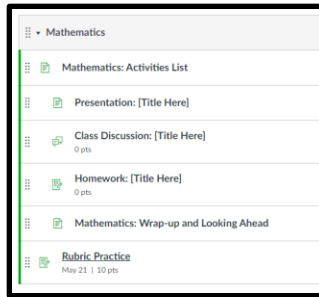 Mathematics
Mathematics: Activities List
Presentation: [Title Here]
Class Discussion: [Title Here]
0 pts
Homework: [Title Here]
0 pts
Mathematics: Wrap-up and Looking Ahead
Rubric Practice
May 21 | 10 pts